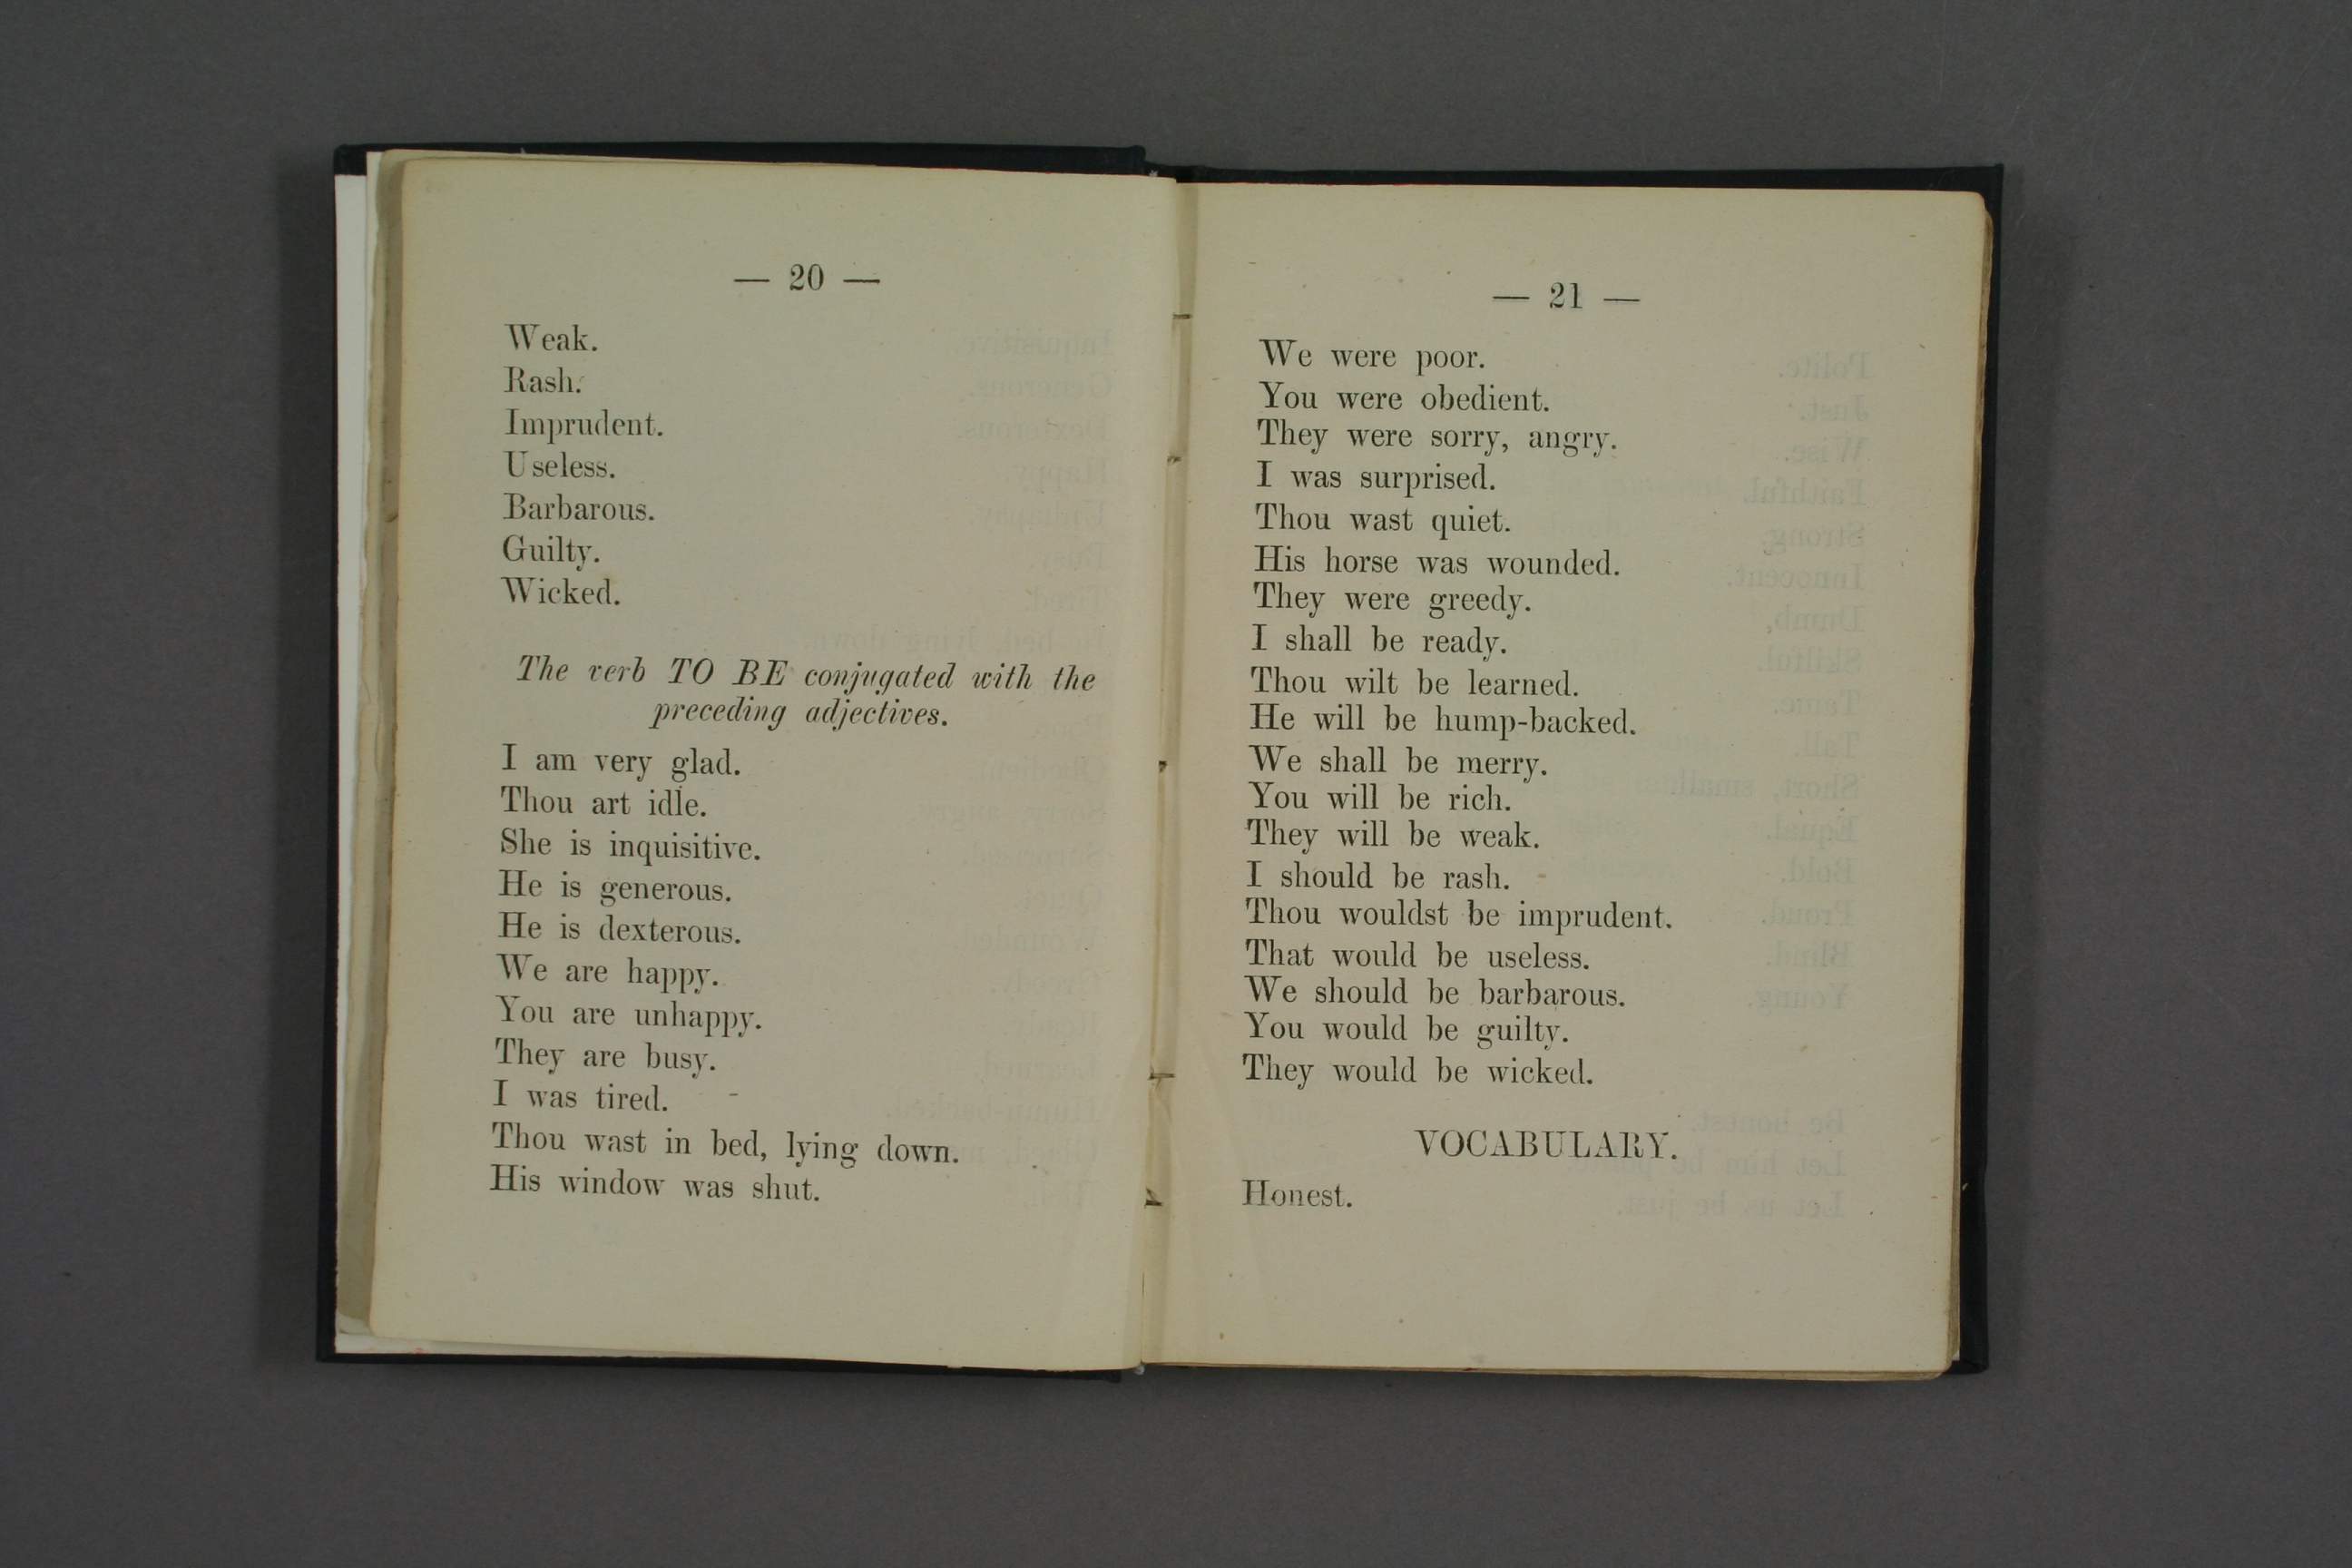 — 20 —
Weak.
Rash.
Imprudent.
Useless.
Barbarous.
Guilty.
Wicked.
The verb TO BE conjugated with the
preceding adjectives.
I am very glad.
Thou art idle.
She is inquisitive.
He is generous.
He is dexterous.
We are happy.
You are unhappy.
They are busy.
I was tired.
Thou wast in bed, lying down.
His window was shut.
— 21 —
We were poor.
You were obedient.
They were sorry, angry.
I was surprised.
Thou wast quiet.
His horse was wounded.
They were greedy.
I shall be ready.
Thou wilt be learned.
He will be hump-backed.
We shall be merry.
You will be rich.
They will be weak.
I should be rash.
Thou wouldst be imprudent.
That would be useless.
We should be barbarous.
You would be guilty.
They would be wicked.
VOCABULARY.
Honest.